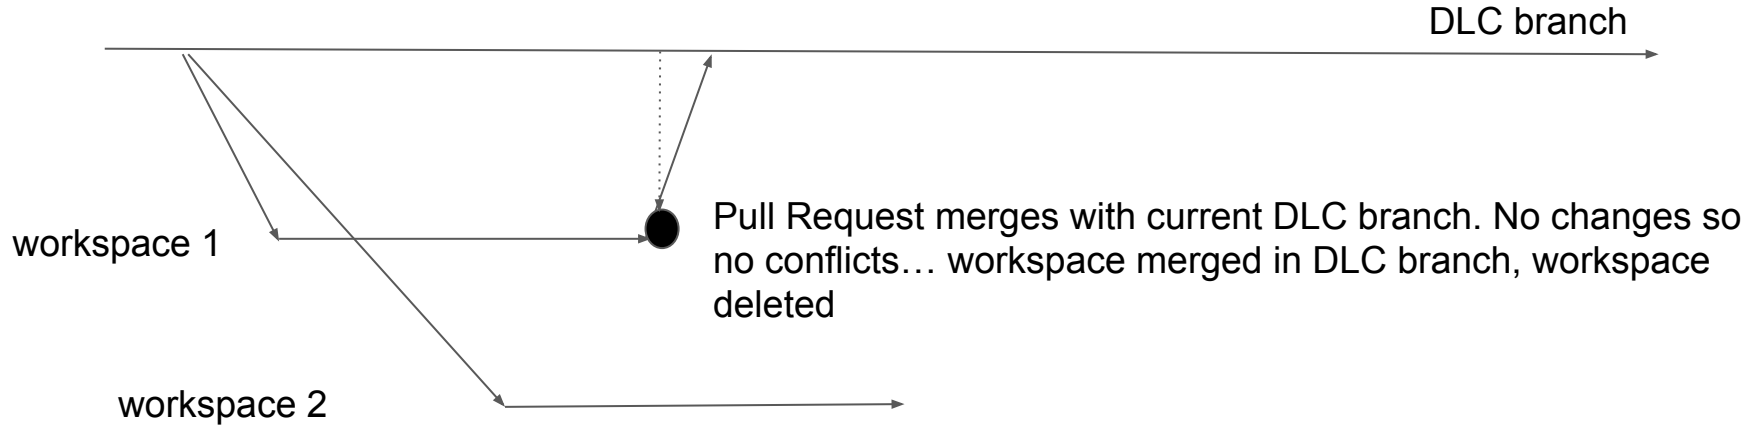 DLC branch
workspace 1
Pull Request merges with current DLC branch. No changes so
no conflicts… workspace merged in DLC branch, workspace
deleted
workspace 2